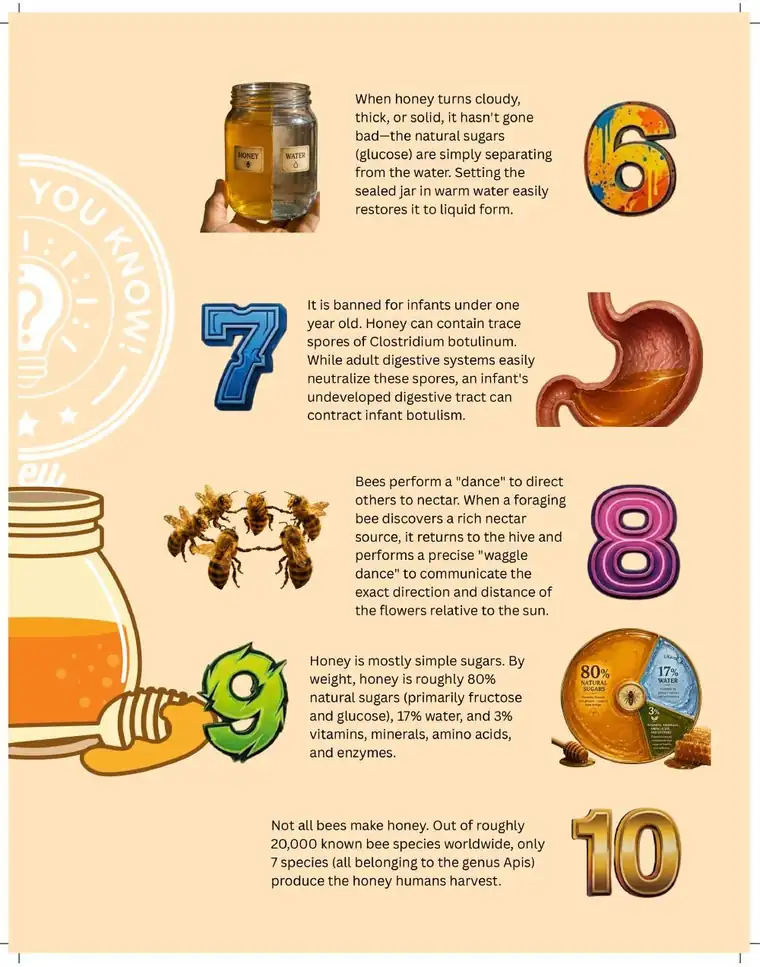 When honey turns cloudy,
thick, or solid, it hasn't gone
bad—the natural sugars
(glucose) are simply separating
from the water. Setting the
sealed jar in warm water easily
restores it to liquid form.
HONEY
WATER
6
YOU KNOW!
7
It is banned for infants under one
year old. Honey can contain trace
spores of Clostridium botulinum.
While adult digestive systems easily
neutralize these spores, an infant's
undeveloped digestive tract can
contract infant botulism.
Bees perform a "dance" to direct
others to nectar. When a foraging
bee discovers a rich nectar
source, it returns to the hive and
performs a precise "waggle
dance" to communicate the
exact direction and distance of
the flowers relative to the sun.
8
9
Honey is mostly simple sugars. By
weight, honey is roughly 80%
natural sugars (primarily fructose
and glucose), 17% water, and 3%
vitamins, minerals, amino acids,
and enzymes.
80%
NATURAL
SUGARS
17%
WATER
3%
Not all bees make honey. Out of roughly
20,000 known bee species worldwide, only
7 species (all belonging to the genus Apis)
produce the honey humans harvest.
10